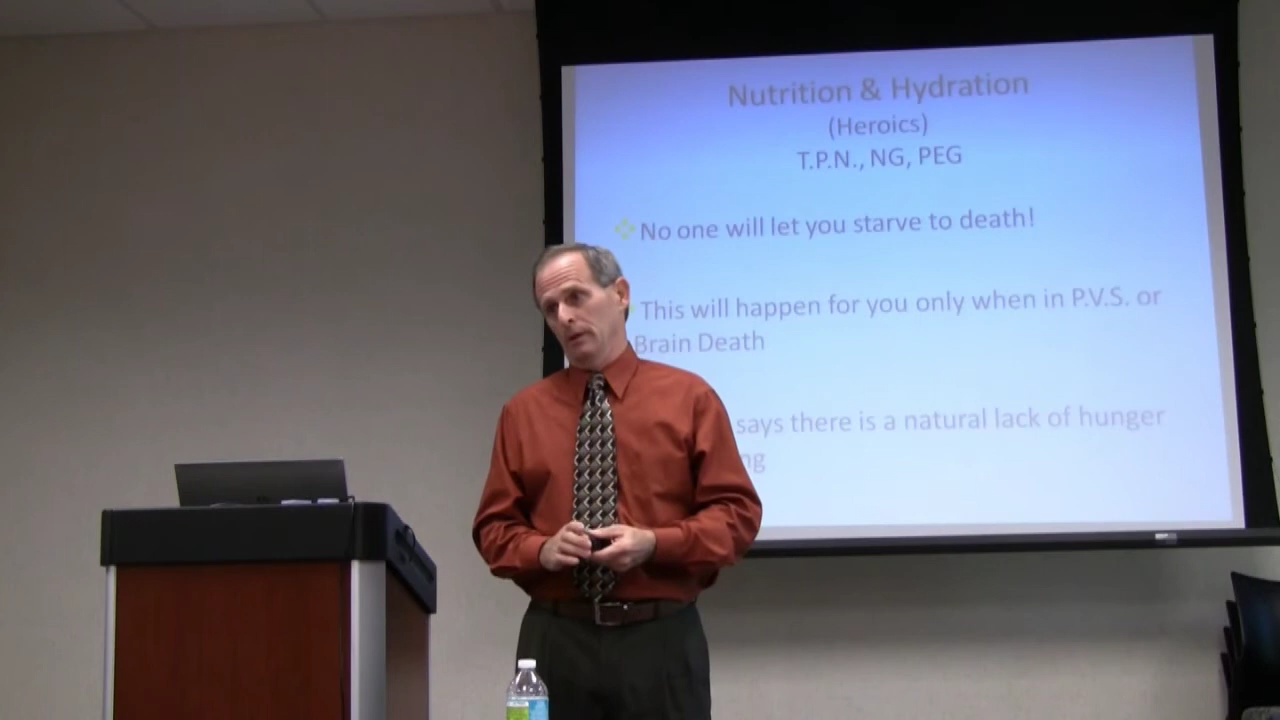 Nutrition & Hydration
(Heroics)
T.P.N., NG, PEG
No one will let you starve to death!
This will happen for you only when in P.V.S. or
Brain Death
says there is a natural lack of hunger
ng